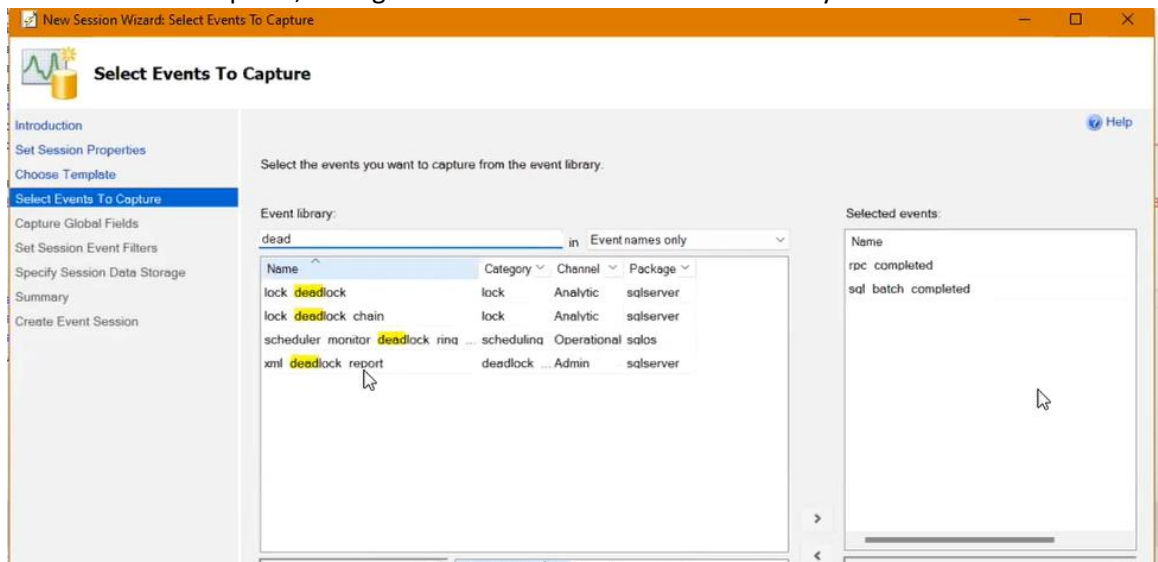 New Session Wizard: Select Events To Capture
Select Events To Capture
Introduction
Set Session Properties
Choose Template
Select Events To Capture
Capture Global Fields
Set Session Event Filters
Specify Session Data Storage
Summary
Create Event Session
Help
Select the events you want to capture from the event library.
Event library:
dead in Event names only
Name Category Channel Package
lock deadlock lock Analytic sqlserver
lock deadlock chain lock Analytic sqlserver
scheduler monitor deadlock ring ... scheduling Operational sqlos
xml deadlock report deadlock ... Admin sqlserver
Selected events:
Name
rpc completed
sql batch completed